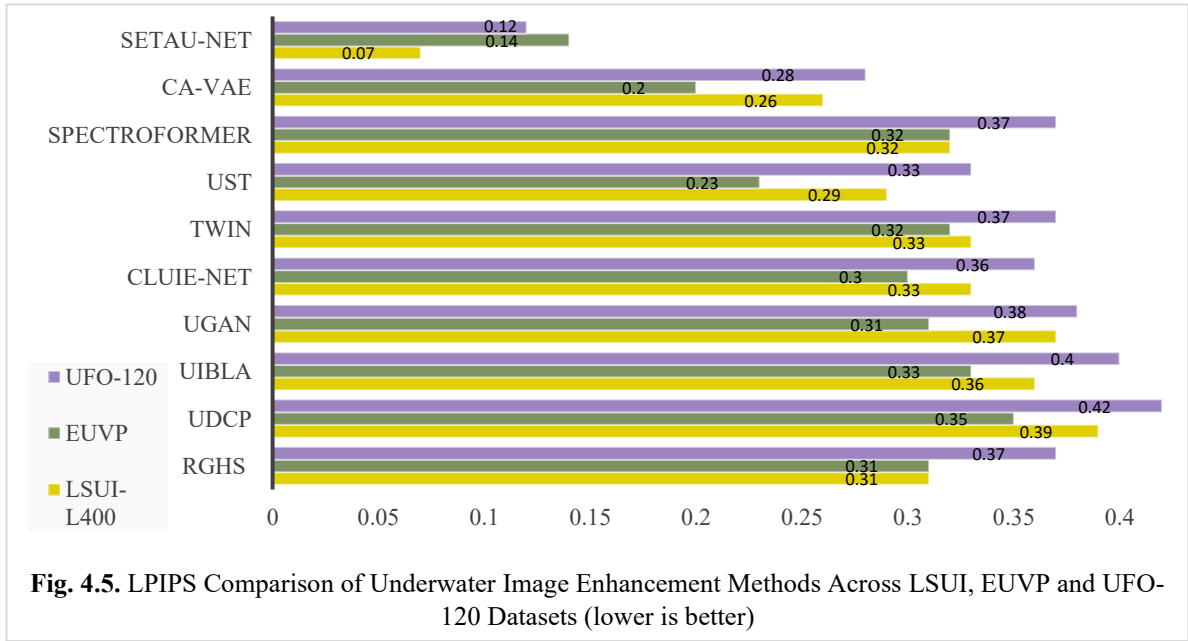 SETAU-NET
0.12
0.14
0.07
CA-VAE
0.28
0.2
0.26
SPECTROFORMER
0.37
0.32
0.32
UST
0.33
0.23
0.29
TWIN
0.37
0.32
0.33
CLUIE-NET
0.36
0.3
0.33
UGAN
0.38
0.31
0.37
UIBLA
0.4
0.33
0.36
UDCP
0.42
0.35
0.39
RGHS
0.37
0.31
0.31
UFO-120
EUVP
LSUI-
L400
0 0.05 0.1 0.15 0.2 0.25 0.3 0.35 0.4
Fig. 4.5. LPIPS Comparison of Underwater Image Enhancement Methods Across LSUI, EUVP and UFO-
120 Datasets (lower is better)